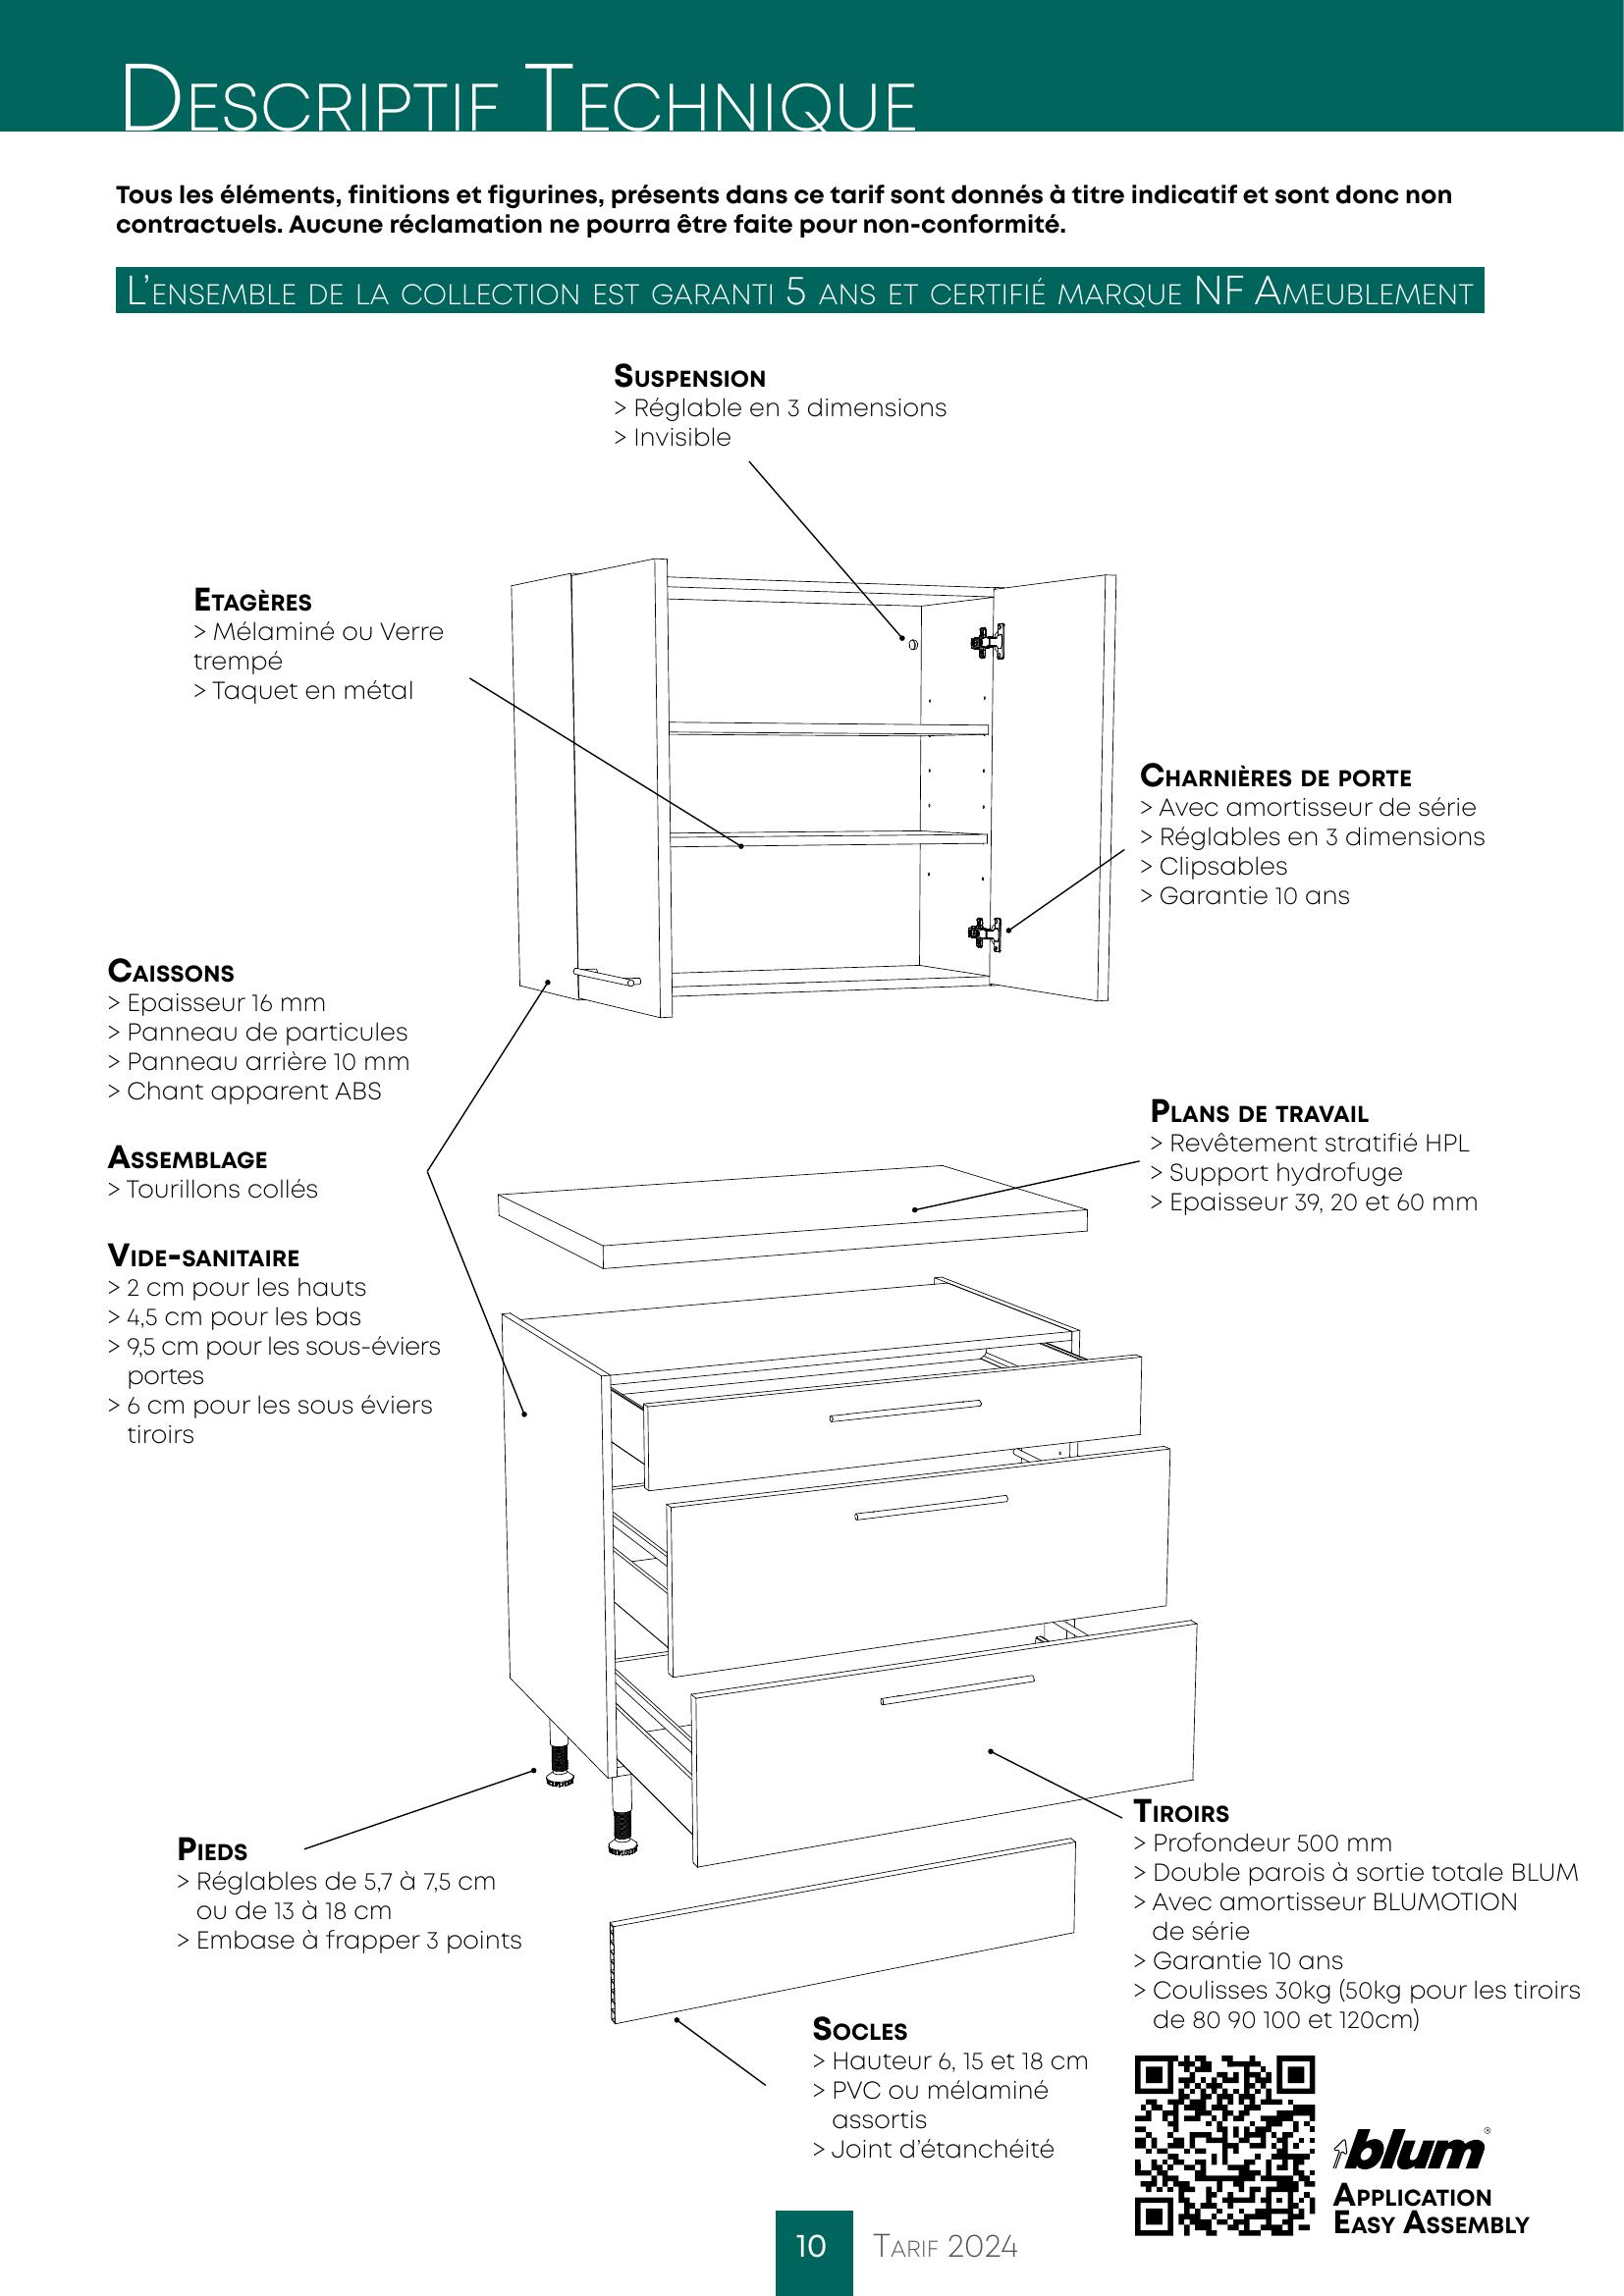 Descriptif Technique
Tous les éléments, finitions et figurines, présents dans ce tarif sont donnés à titre indicatif et sont donc non
contractuels. Aucune réclamation ne pourra être faite pour non-conformité.
L'ensemble de la collection est garanti 5 ans et certifié marque NF Ameublement
Suspension
> Réglable en 3 dimensions
> Invisible
Etagères
> Mélaminé ou Verre
trempé
> Taquet en métal
Charnières de porte
> Avec amortisseur de série
> Réglables en 3 dimensions
> Clipsables
> Garantie 10 ans
Caissons
> Epaisseur 16 mm
> Panneau de particules
> Panneau arrière 10 mm
> Chant apparent ABS
Assemblage
> Tourillons collés
Vide-sanitaire
> 2 cm pour les hauts
> 4,5 cm pour les bas
> 9,5 cm pour les sous-éviers
portes
> 6 cm pour les sous éviers
tiroirs
Plans de travail
> Revêtement stratifié HPL
> Support hydrofuge
> Epaisseur 39, 20 et 60 mm
Pieds
> Réglables de 5,7 à 7,5 cm
ou de 13 à 18 cm
> Embase à frapper 3 points
Tiroirs
> Profondeur 500 mm
> Double parois à sortie totale BLUM
> Avec amortisseur BLUMOTION
de série
> Garantie 10 ans
> Coulisses 30kg (50kg pour les tiroirs
de 80 90 100 et 120cm)
Socles
> Hauteur 6, 15 et 18 cm
> PVC ou mélaminé
assortis
> Joint d'étanchéité
blum®
Application
Easy Assembly
10 Tarif 2024